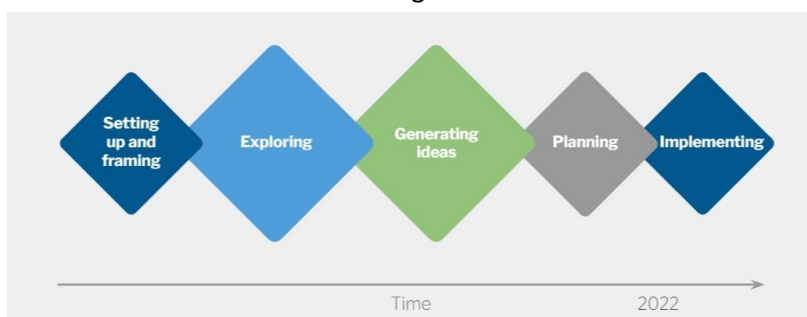 Setting
up and
framing
Exploring
Generating
ideas
Planning
Implementing
Time
2022